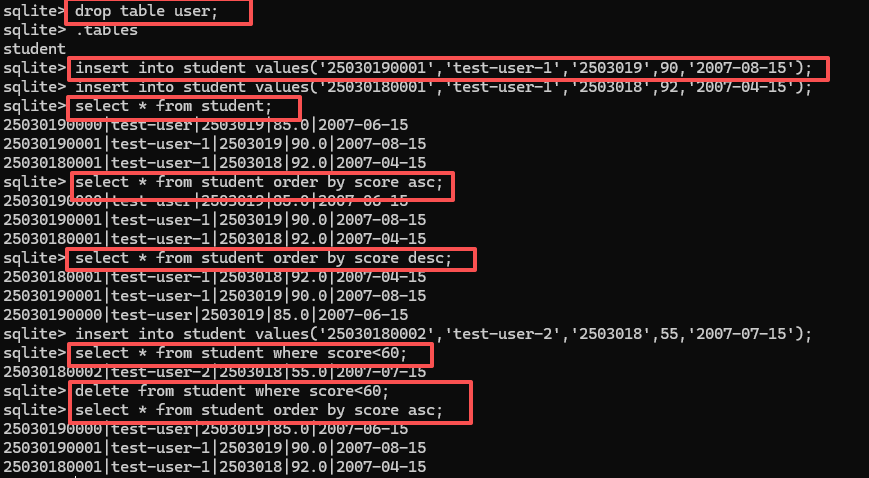 sqlite> drop table user;
sqlite> .tables
student
sqlite> insert into student values('25030190001','test-user-1','2503019',90,'2007-08-15');
sqlite> insert into student values('25030180001','test-user-1','2503018',92,'2007-04-15');
sqlite> select * from student;
25030190000|test-user|2503019|85.0|2007-06-15
25030190001|test-user-1|2503019|90.0|2007-08-15
25030180001|test-user-1|2503018|92.0|2007-04-15
sqlite> select * from student order by score asc;
25030190000|test-user|2503019|85.0|2007-06-15
25030190001|test-user-1|2503019|90.0|2007-08-15
25030180001|test-user-1|2503018|92.0|2007-04-15
sqlite> select * from student order by score desc;
25030180001|test-user-1|2503018|92.0|2007-04-15
25030190001|test-user-1|2503019|90.0|2007-08-15
25030190000|test-user|2503019|85.0|2007-06-15
sqlite> insert into student values('25030180002','test-user-2','2503018',55,'2007-07-15');
sqlite> select * from student where score<60;
25030180002|test-user-2|2503018|55.0|2007-07-15
sqlite> delete from student where score<60;
sqlite> select * from student order by score asc;
25030190000|test-user|2503019|85.0|2007-06-15
25030190001|test-user-1|2503019|90.0|2007-08-15
25030180001|test-user-1|2503018|92.0|2007-04-15